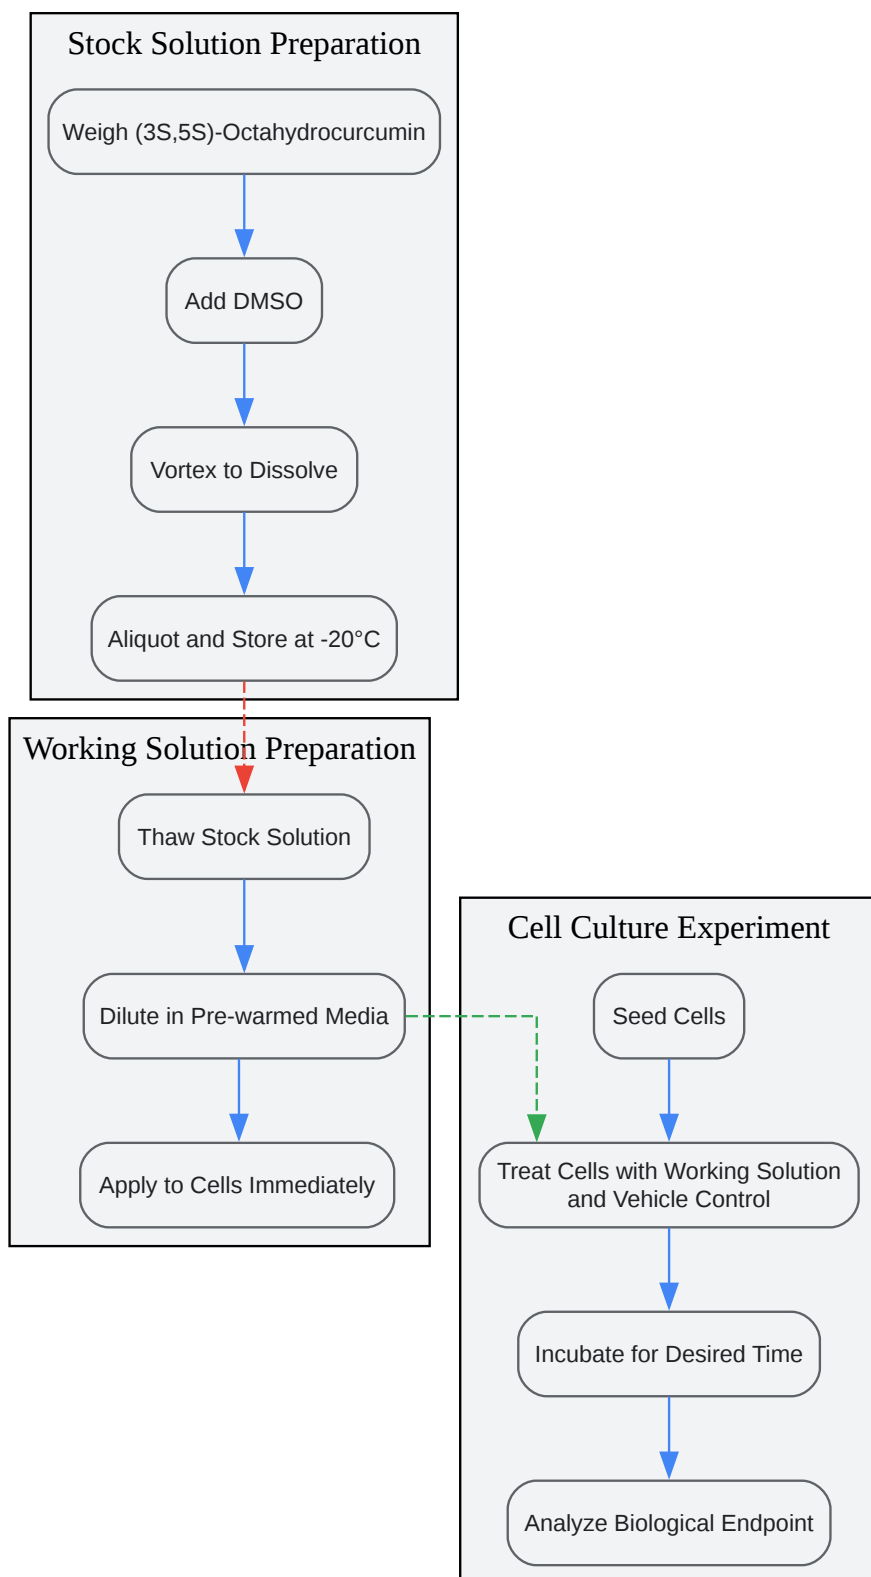 Stock Solution Preparation
Weigh (3S,5S)-Octahydrocurcumin
Add DMSO
Vortex to Dissolve
Aliquot and Store at -20°C
Working Solution Preparation
Thaw Stock Solution
Dilute in Pre-warmed Media
Apply to Cells Immediately
Cell Culture Experiment
Seed Cells
Treat Cells with Working Solution
and Vehicle Control
Incubate for Desired Time
Analyze Biological Endpoint